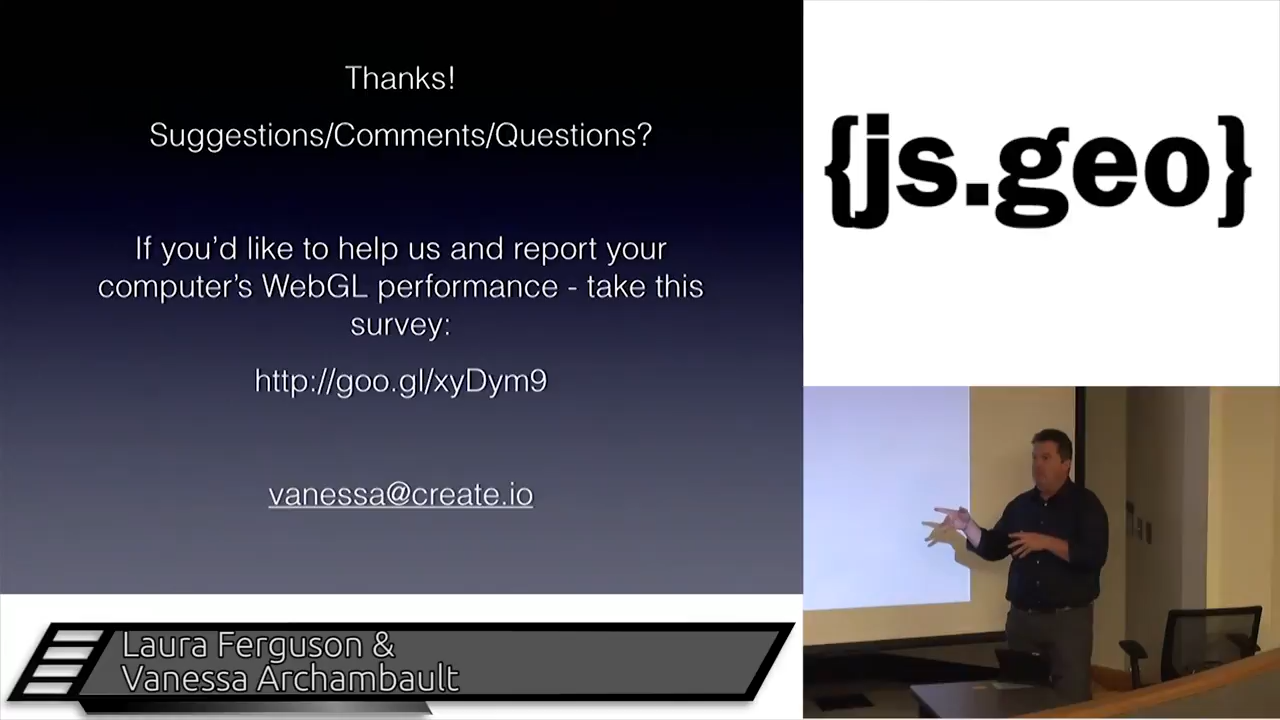 Thanks!
Suggestions/Comments/Questions?
If you’d like to help us and report your
computer’s WebGL performance - take this
survey:
http://goo.gl/xyDym9
vanessa@create.io
{js.geo}
Laura Ferguson &
Vanessa Archambault